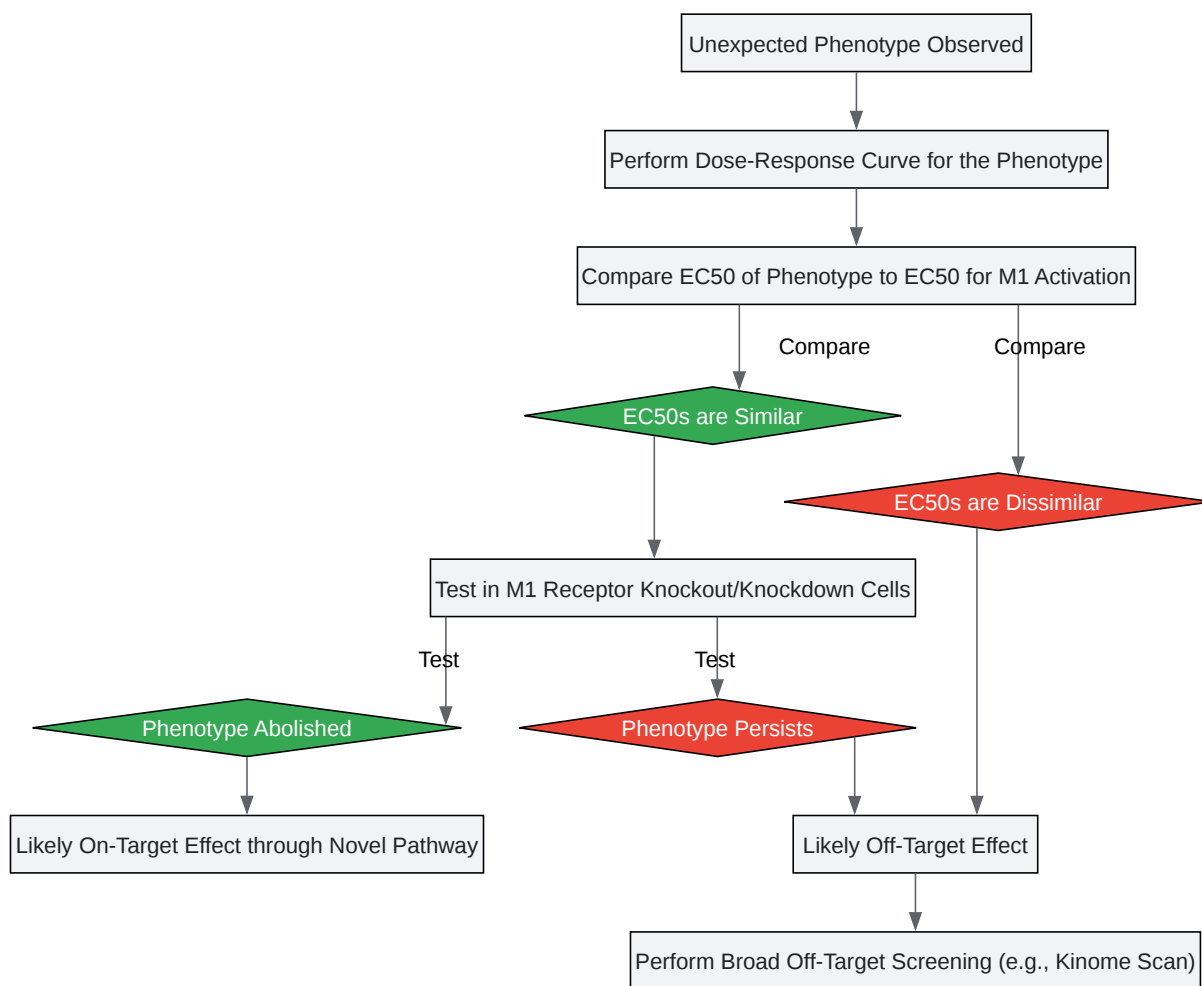 Unexpected Phenotype Observed
Perform Dose-Response Curve for the Phenotype
Compare EC50 of Phenotype to EC50 for M1 Activation
Compare
Compare
EC50s are Similar
EC50s are Dissimilar
Test in M1 Receptor Knockout/Knockdown Cells
Test
Test
Phenotype Abolished
Phenotype Persists
Likely On-Target Effect through Novel Pathway
Likely Off-Target Effect
Perform Broad Off-Target Screening (e.g., Kinome Scan)